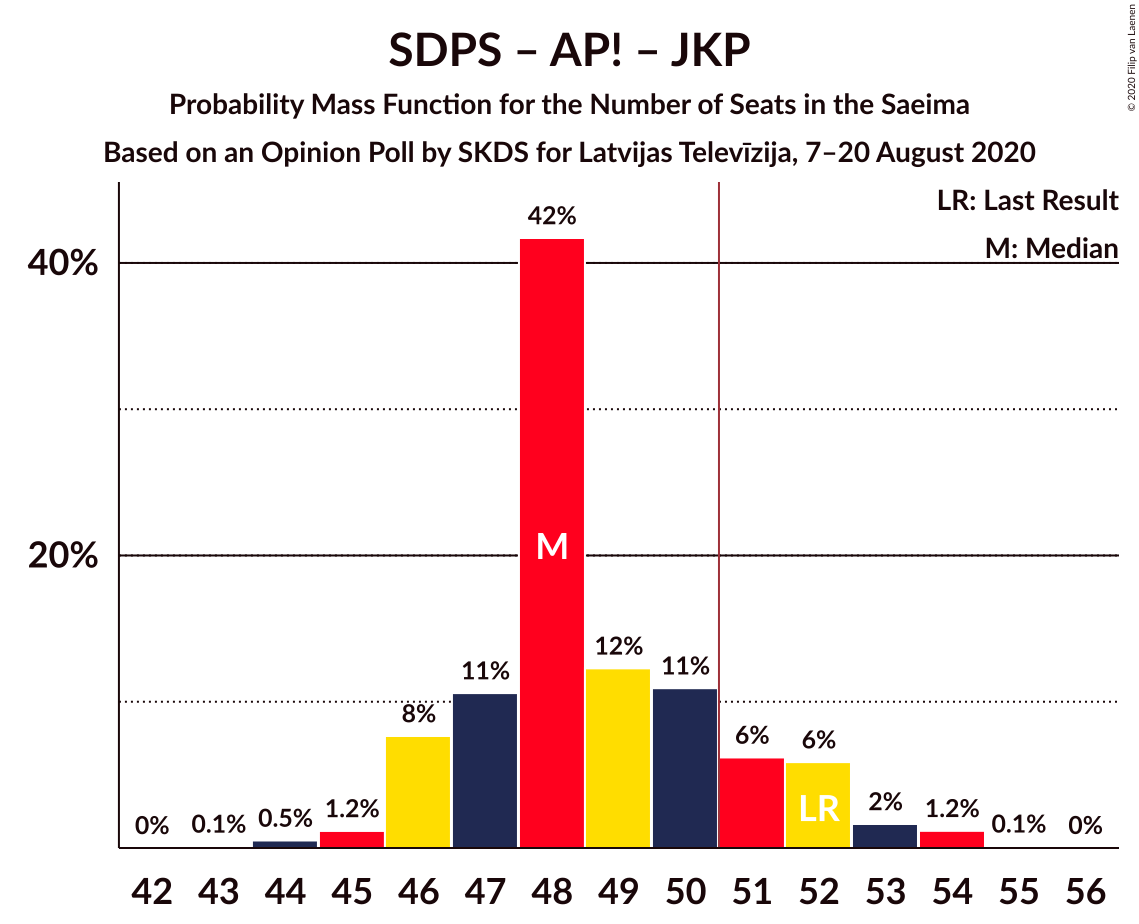 SDPS – AP! – JKP
Probability Mass Function for the Number of Seats in the Saeima
Based on an Opinion Poll by SKDS for Latvijas Televīzija, 7–20 August 2020
© 2020 Filip van Laenen
LR: Last Result
M: Median
40%
20%
0%
0.1%
0.5%
1.2%
8%
11%
42%
12%
11%
6%
6%
2%
1.2%
0.1%
0%
M
LR
42 43 44 45 46 47 48 49 50 51 52 53 54 55 56